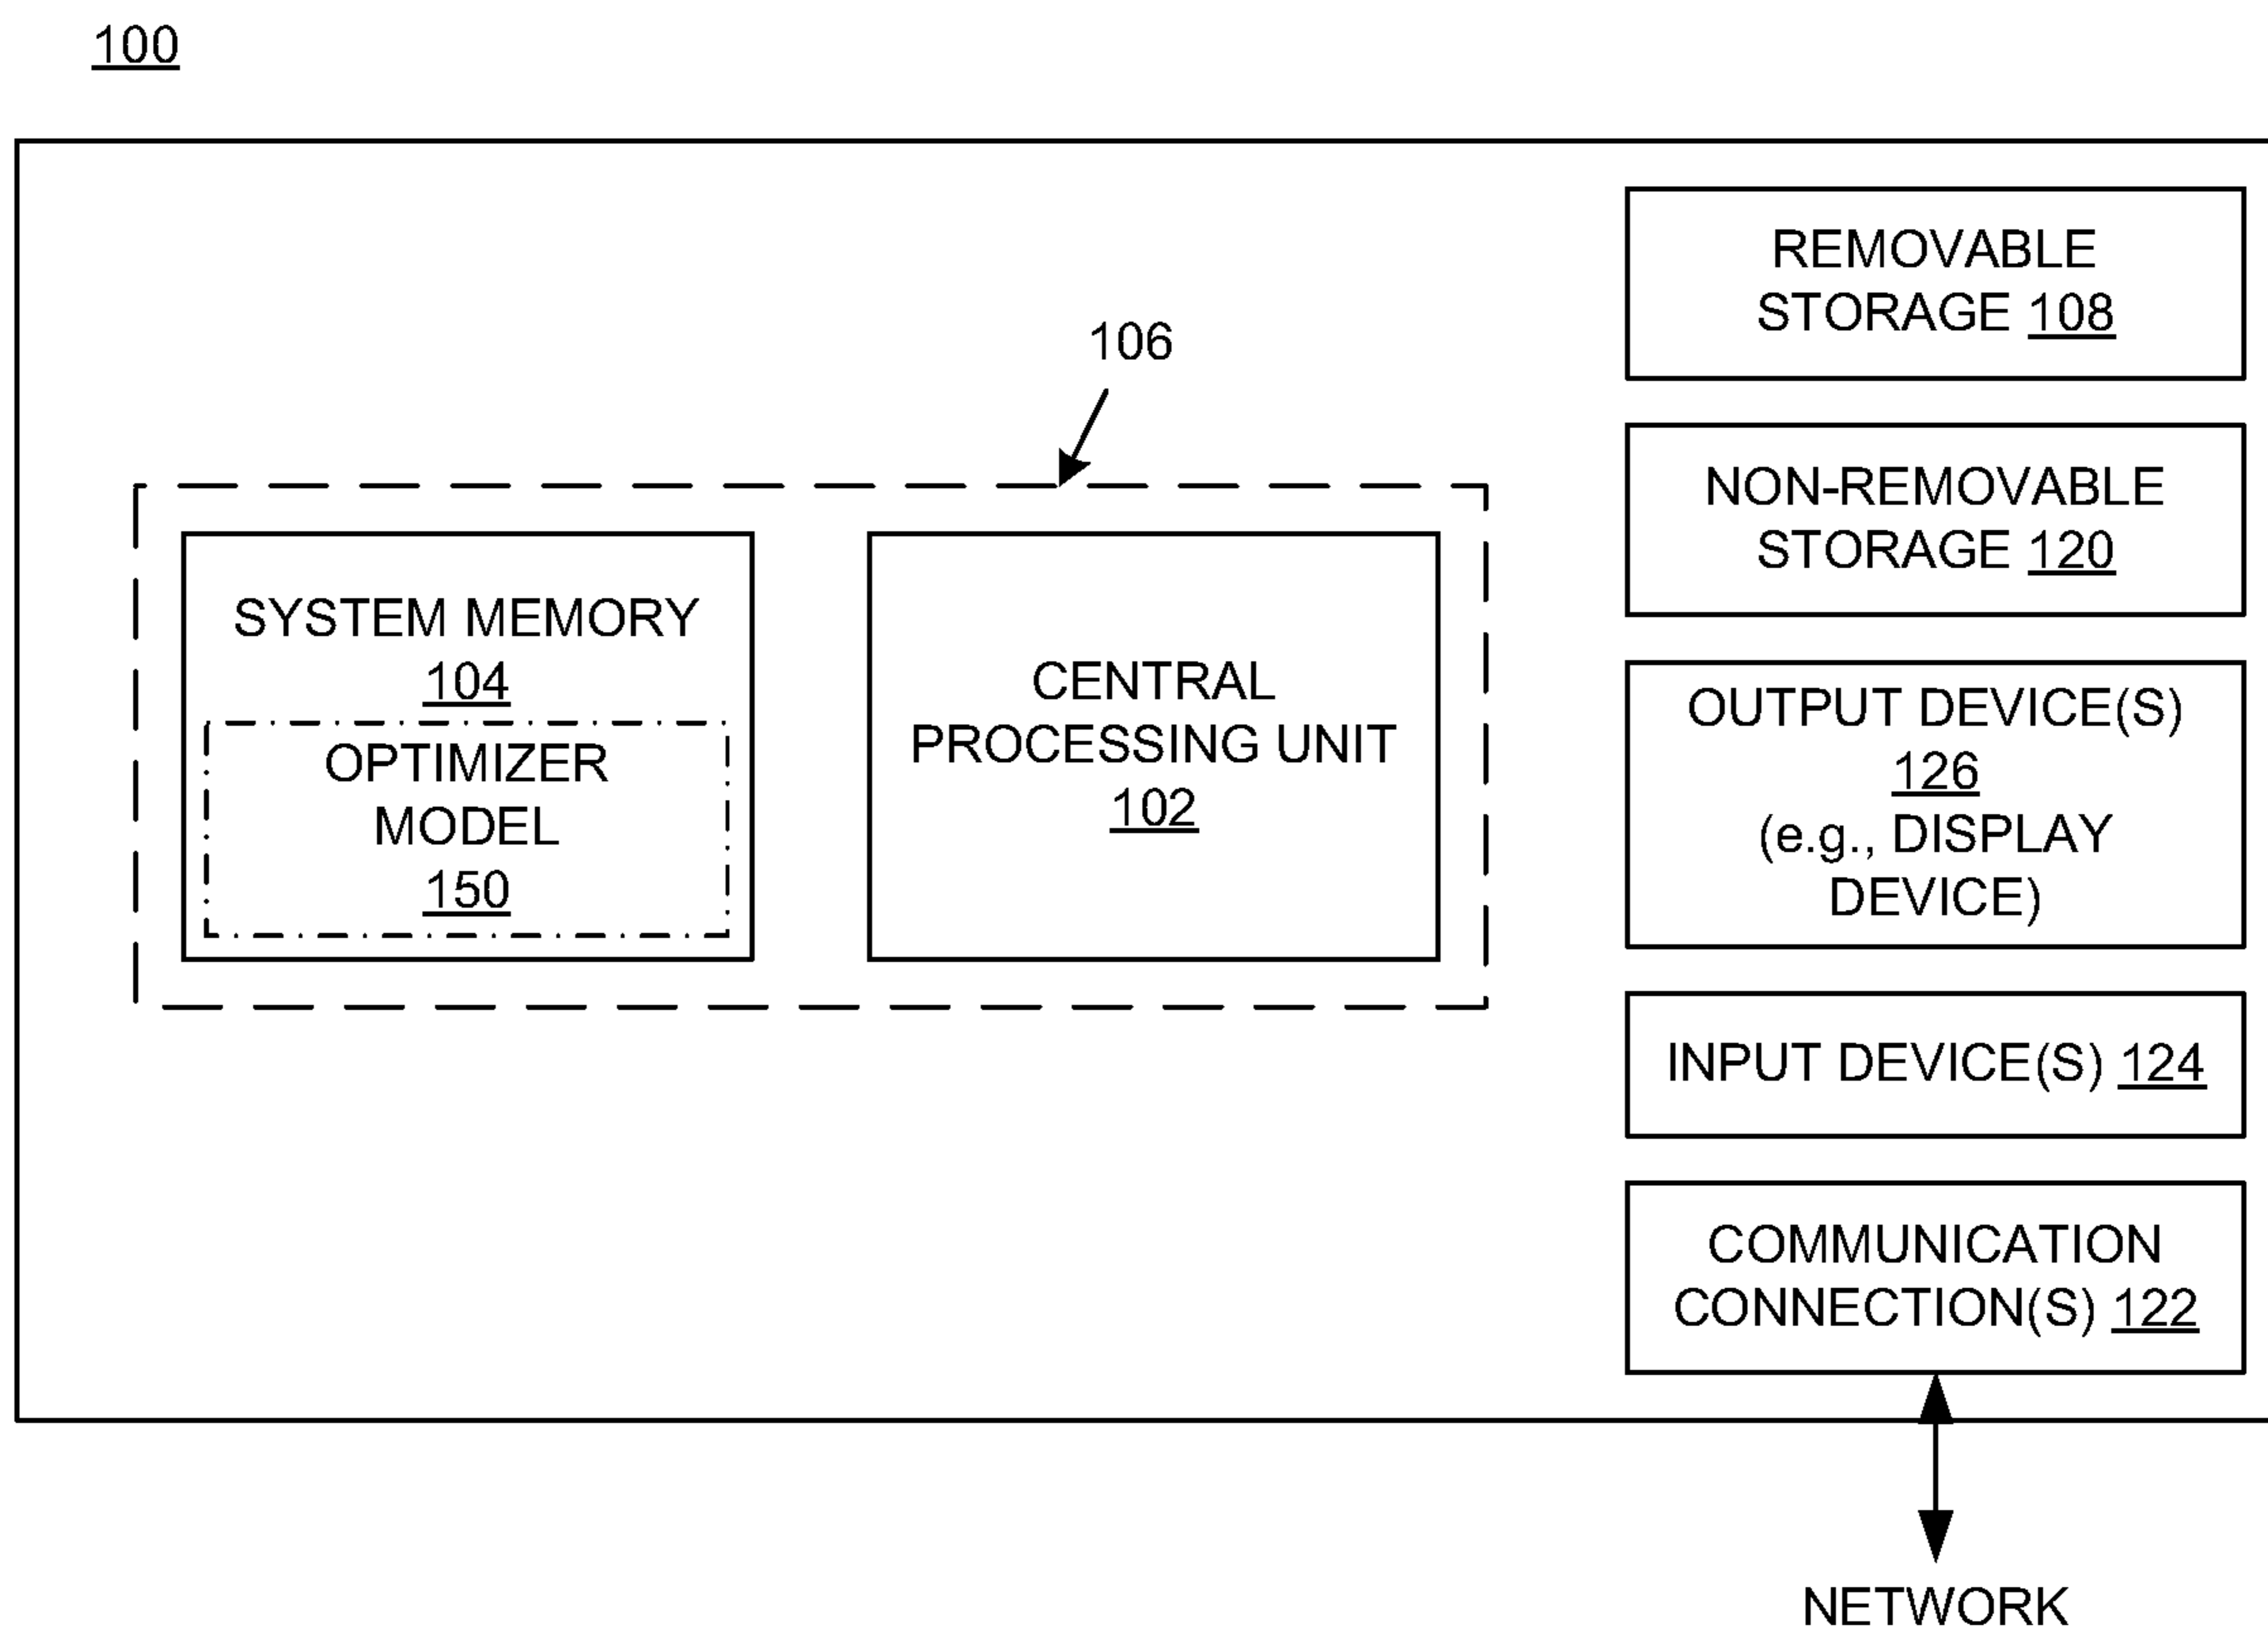 100
106
SYSTEM MEMORY
104
OPTIMIZER
MODEL
150
CENTRAL
PROCESSING UNIT
102
REMOVABLE
STORAGE 108
NON-REMOVABLE
STORAGE 120
OUTPUT DEVICE(S)
126
(e.g., DISPLAY
DEVICE)
INPUT DEVICE(S) 124
COMMUNICATION
CONNECTION(S) 122
NETWORK